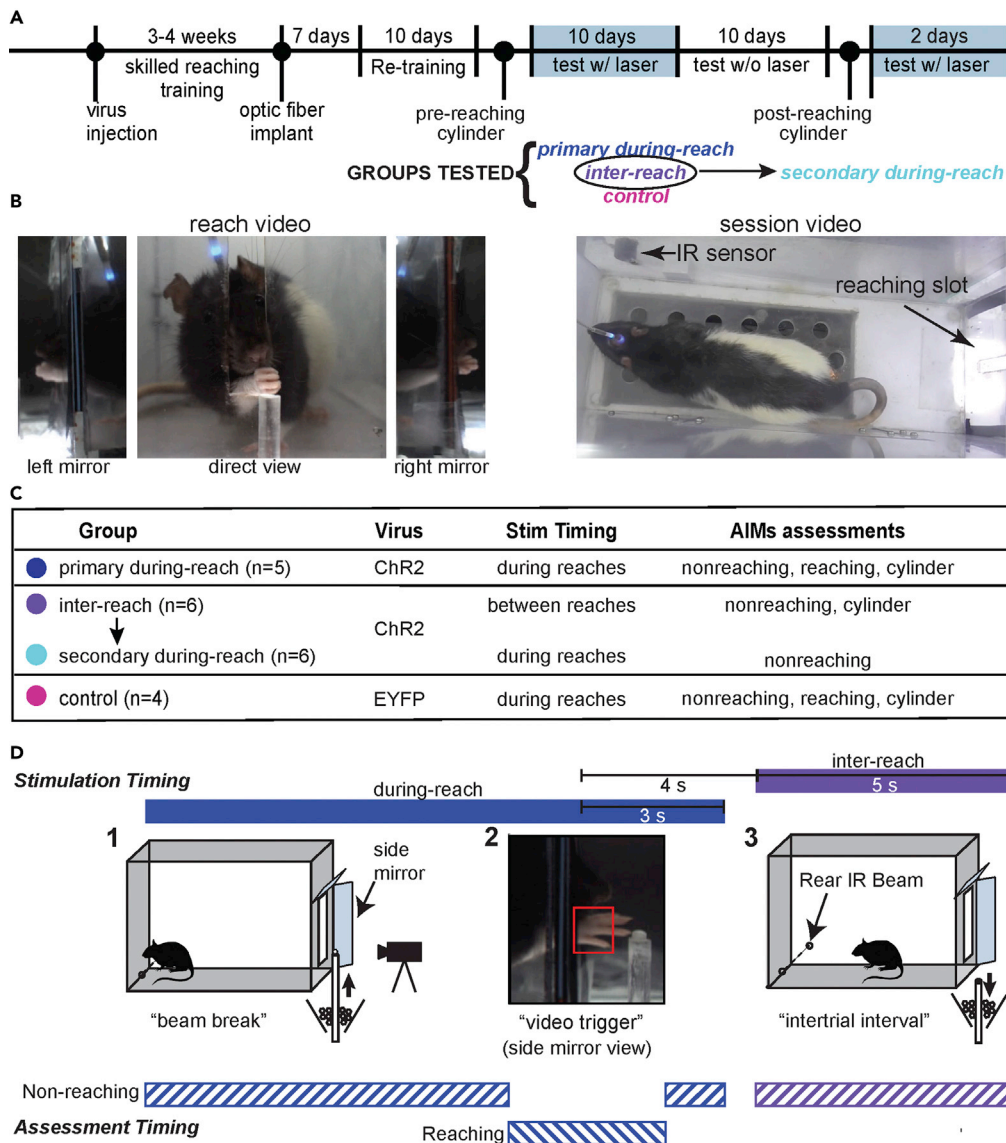 A
3-4 weeks
skilled reaching
training
7 days
10 days
Re-training
10 days
test w/ laser
10 days
test w/o laser
2 days
test w/ laser
virus
injection
optic fiber
implant
pre-reaching
cylinder
post-reaching
cylinder
GROUPS TESTED
primary during-reach
inter-reach
control
secondary during-reach
B
reach video
session video
IR sensor
reaching slot
left mirror
direct view
right mirror
C
Group Virus Stim Timing AIMs assessments
primary during-reach (n=5) ChR2 during reaches nonreaching, reaching, cylinder
inter-reach (n=6) between reaches nonreaching, cylinder
ChR2
secondary during-reach (n=6) during reaches nonreaching
control (n=4) EYFP during reaches nonreaching, reaching, cylinder
D
Stimulation Timing
during-reach
inter-reach
4 s
5 s
3 s
1
side
mirror
"beam break"
2
"video trigger"
(side mirror view)
3
Rear IR Beam
"intertrial interval"
Non-reaching
Assessment Timing
Reaching